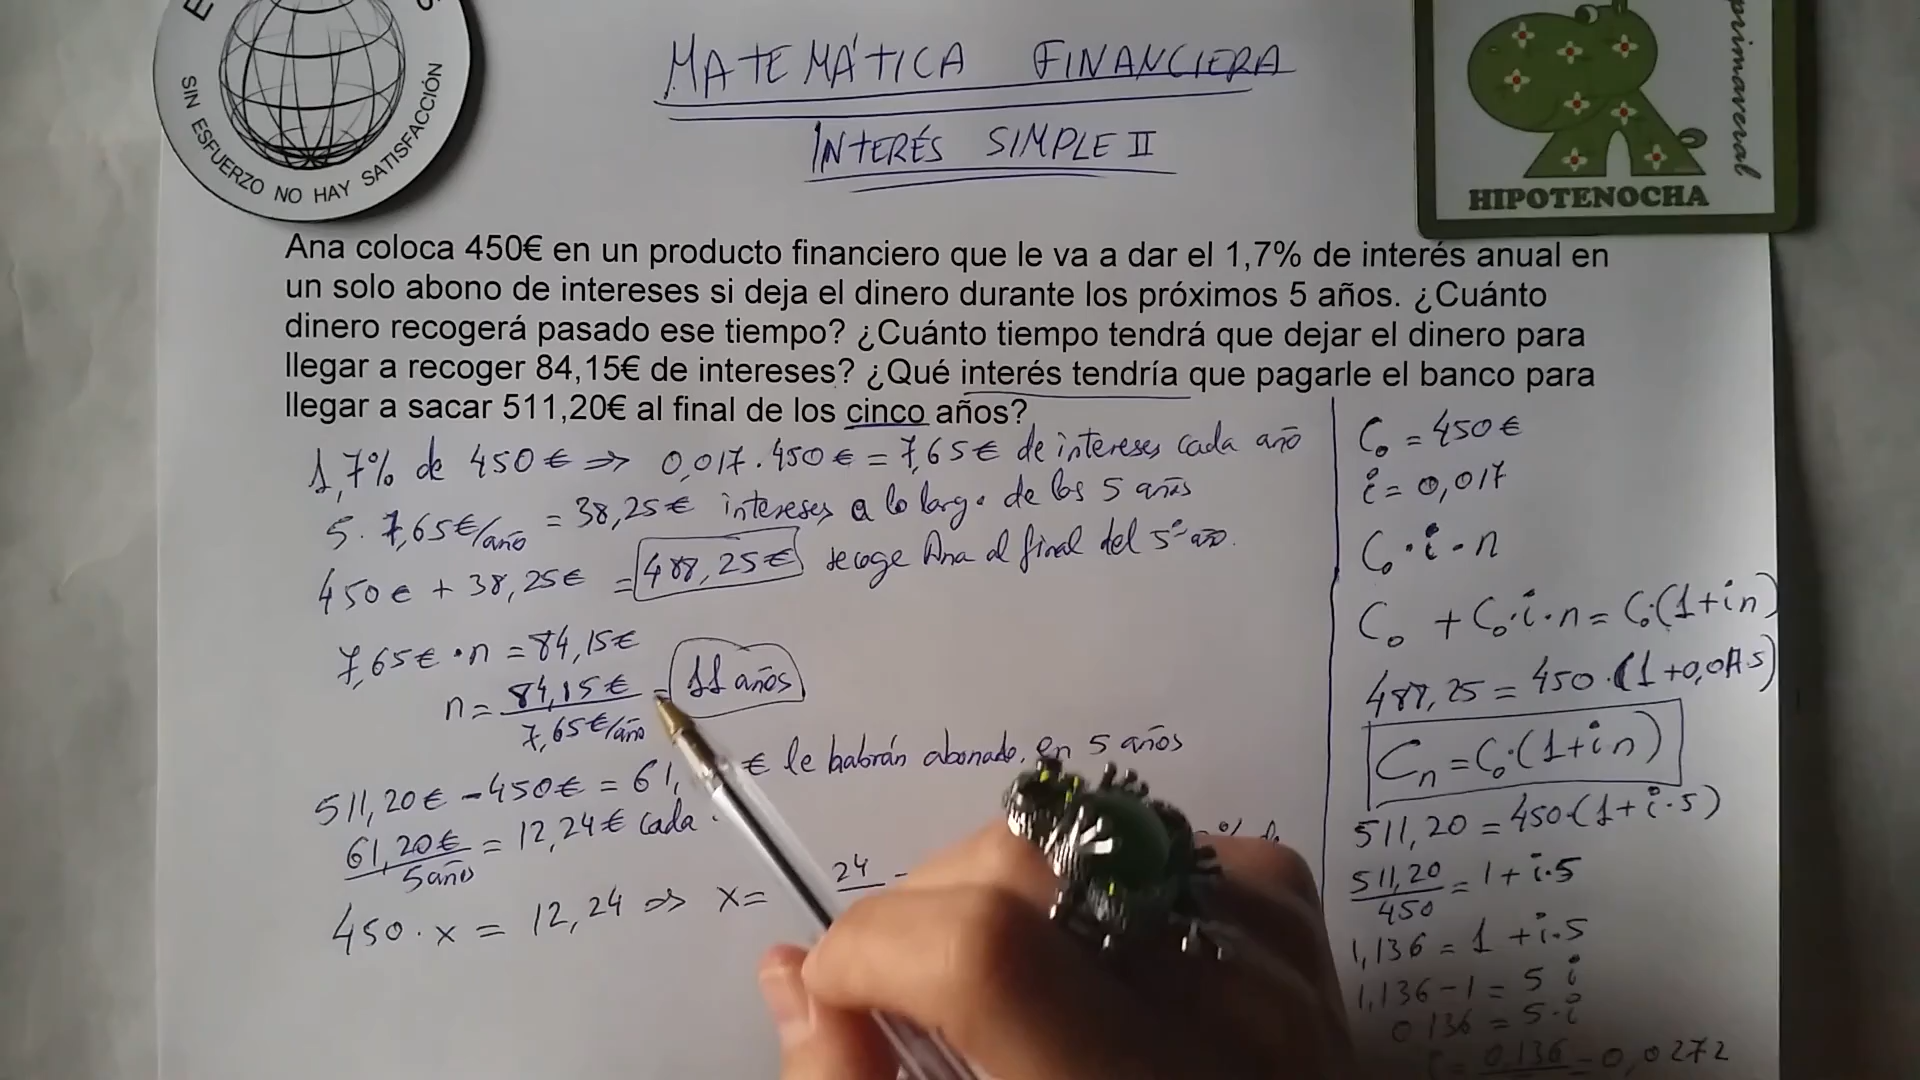 SIN ESFUERZO NO HAY SATISFACCIÓN
MATEMÁTICA FINANCIERA
INTERÉS SIMPLE II
primaveral
HIPOTENOCHA
Ana coloca 450€ en un producto financiero que le va a dar el 1,7% de interés anual en
un solo abono de intereses si deja el dinero durante los próximos 5 años. ¿Cuánto
dinero recogerá pasado ese tiempo? ¿Cuánto tiempo tendrá que dejar el dinero para
llegar a recoger 84,15€ de intereses? ¿Qué interés tendría que pagarle el banco para
llegar a sacar 511,20€ al final de los cinco años?
1,7% de 450€ => 0,017.450€ = 7,65€ de intereses cada año
5. 7,65€/año = 38,25€ intereses a lo largo de los 5 años
450€ + 38,25€ = 488,25€ recoge Ana al final del 5º año.
7,65€ · n = 84,15€
n = 84,15€ = 11 años
7,65€/año
511,20€ - 450€ = 61, € le habrán abonado, en 5 años
61,20€ = 12,24€ cada
5 años
24
450 · x = 12,24 => x =
C₀ = 450€
i = 0,017
C₀ · i · n
C₀ + C₀·i·n = C₀·(1+in)
488,25 = 450·(1+0,017·5)
Cn = C₀·(1+in)
511,20 = 450·(1+i·5)
511,20 = 1+i·5
450
1,136 = 1 + i·5
1,136-1 = 5 i
0,136 = 5·i
i = 0,136 = 0,0272